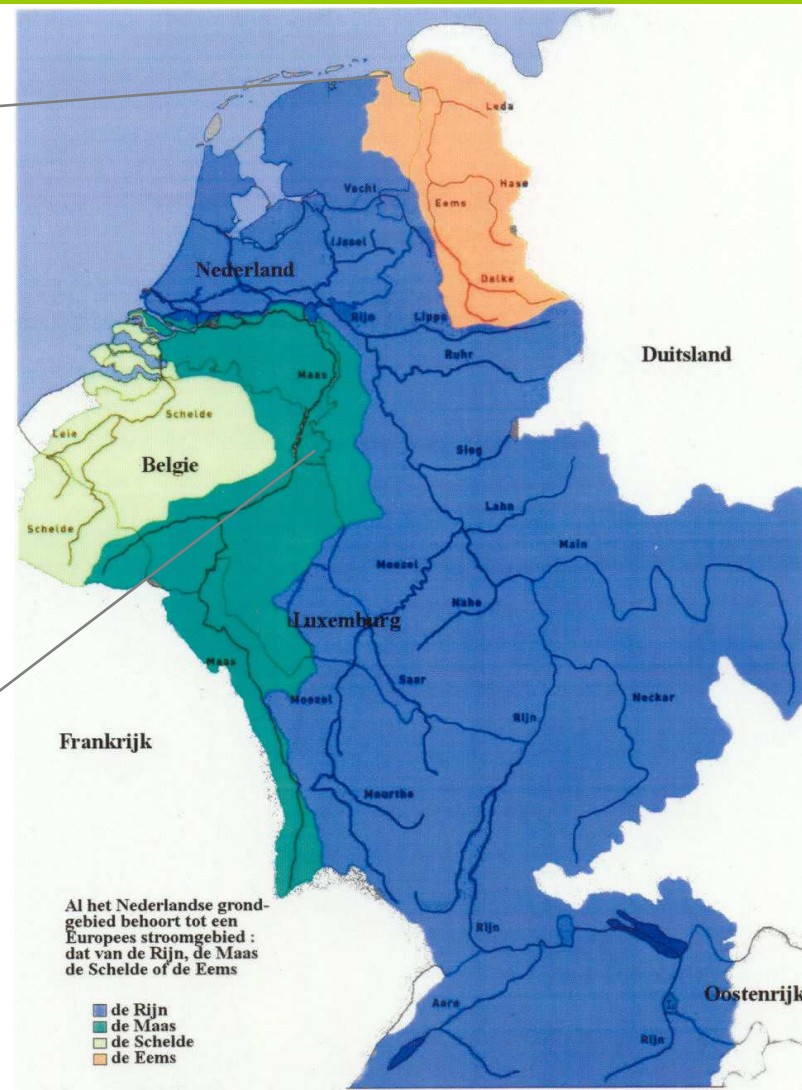 Leda
Hase
Vecht
Eems
IJssel
Nederland
Dalke
Rijn
Lippe
Ruhr
Duitsland
Maas
Schelde
Leie
Sieg
Belgie
Lahn
Schelde
Main
Moezel
Nahe
Luxemburg
Maas
Saar
Moezel
Neckar
Rijn
Frankrijk
Meurthe
Al het Nederlandse grond-
gebied behoort tot een
Europees stroomgebied :
dat van de Rijn, de Maas
de Schelde of de Eems
Rijn
Oostenrijk
Aare
de Rijn
de Maas
Rijn
de Schelde
de Eems